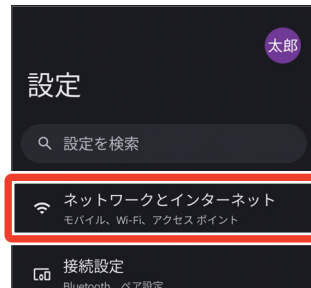 太郎
設定
設定を検索
ネットワークとインターネット
モバイル、Wi-Fi、アクセス ポイント
接続設定
Bluetooth、ペア設定